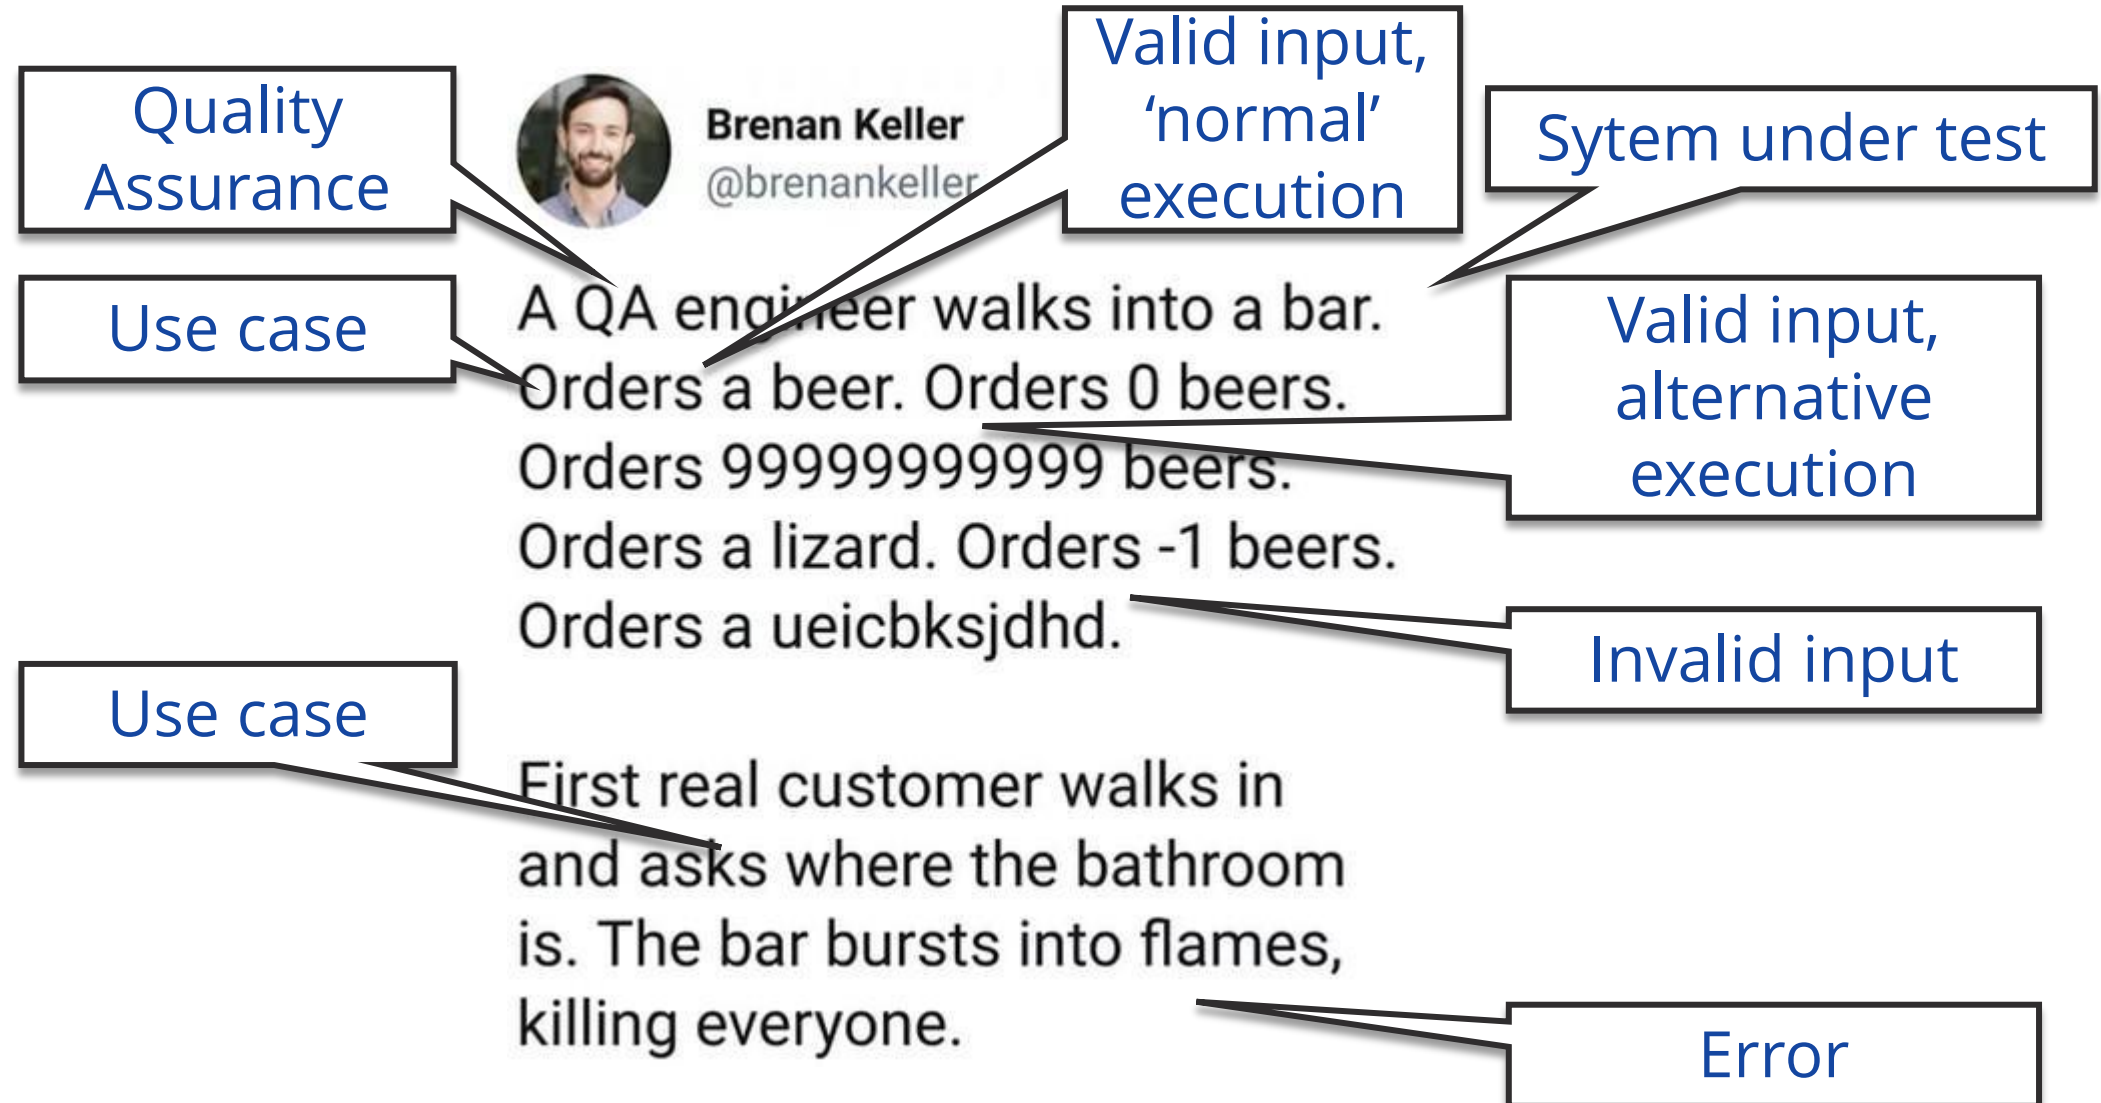 Quality
Assurance
Brenan Keller
@brenankeller
Valid input,
‘normal’
execution
Sytem under test
Use case
A QA engineer walks into a bar.
Orders a beer. Orders 0 beers.
Orders 99999999999 beers.
Orders a lizard. Orders -1 beers.
Orders a ueicbksjdhd.
Valid input,
alternative
execution
Invalid input
Use case
First real customer walks in
and asks where the bathroom
is. The bar bursts into flames,
killing everyone.
Error